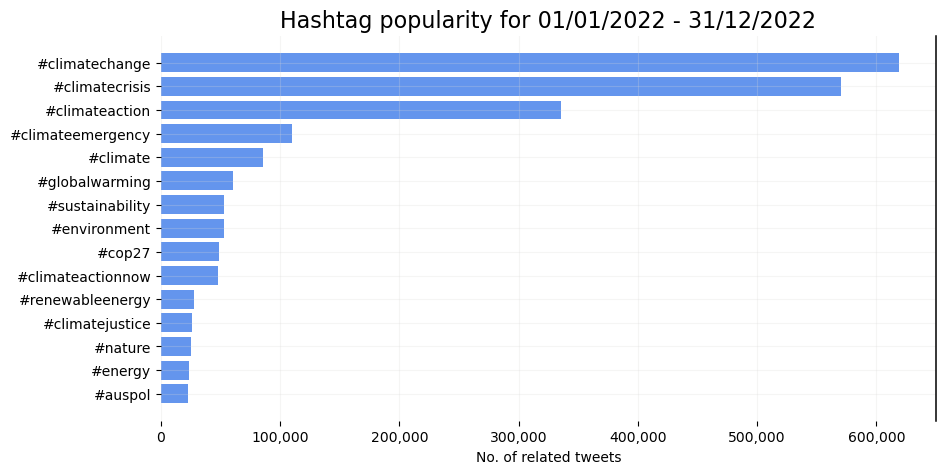 Hashtag popularity for 01/01/2022 - 31/12/2022
#climatechange
#climatecrisis
#climateaction
#climateemergency
#climate
#globalwarming
#sustainability
#environment
#cop27
#climateactionnow
#renewableenergy
#climatejustice
#nature
#energy
#auspol
0 100,000 200,000 300,000 400,000 500,000 600,000
No. of related tweets